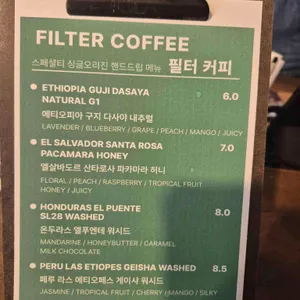 FILTER COFFEE
스페샬티 싱글오리진 핸드드립 메뉴 필터 커피
ETHIOPIA GUJI DASAYA 6.0
NATURAL G1
에티오피아 구지 다사야 내추럴
LAVENDER / BLUEBERRY / GRAPE / PEACH / MANGO / JUICY
EL SALVADOR SANTA ROSA 7.0
PACAMARA HONEY
엘살바도르 산타로사 파카마라 허니
FLORAL / PEACH / RASPBERRY / TROPICAL FRUIT
HONEY / JUICY
HONDURAS EL PUENTE 8.0
SL28 WASHED
온두라스 엘푸엔테 워시드
MANDARINE / HONEYBUTTER / CARAMEL
MILK CHOCOLATE
PERU LAS ETIOPES GEISHA WASHED 8.5
페루 라스 에티오페스 게이샤 워시드
JASMINE / TROPICAL FRUIT / CHERRY / MANGO / SILKY